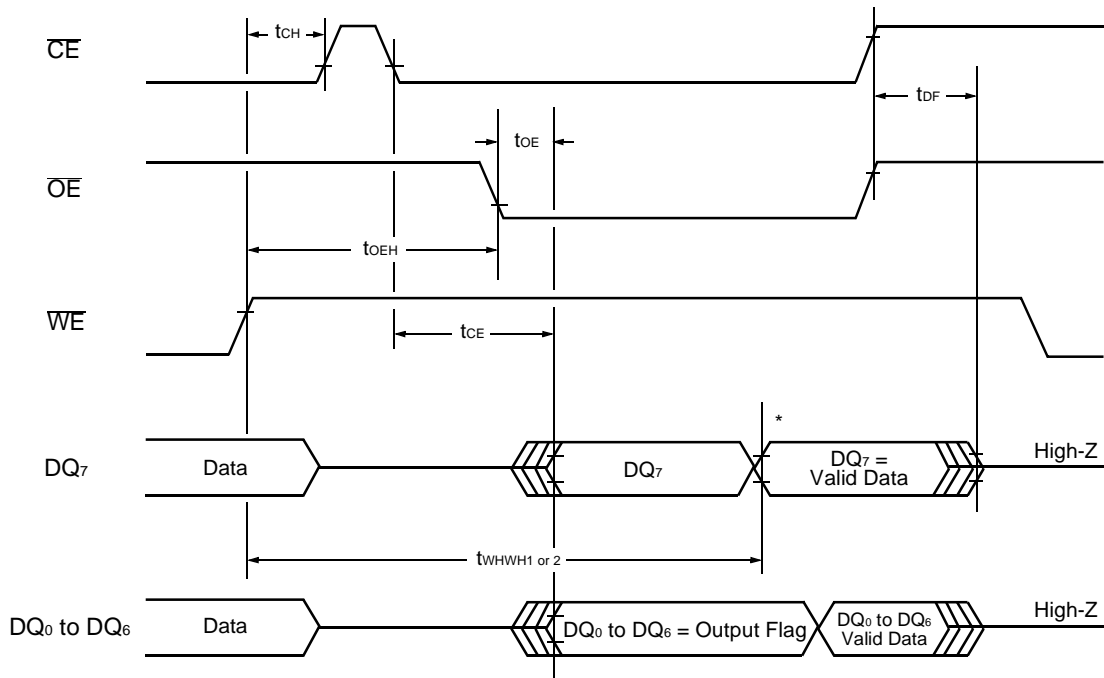 CE
tCH
tDF
tOE
OE
tOEH
WE
tCE
*
DQ7
Data
DQ7
DQ7 =
Valid Data
High-Z
tWHWH1 or 2
DQ0 to DQ6
Data
DQ0 to DQ6 = Output Flag
DQ0 to DQ6
Valid Data
High-Z